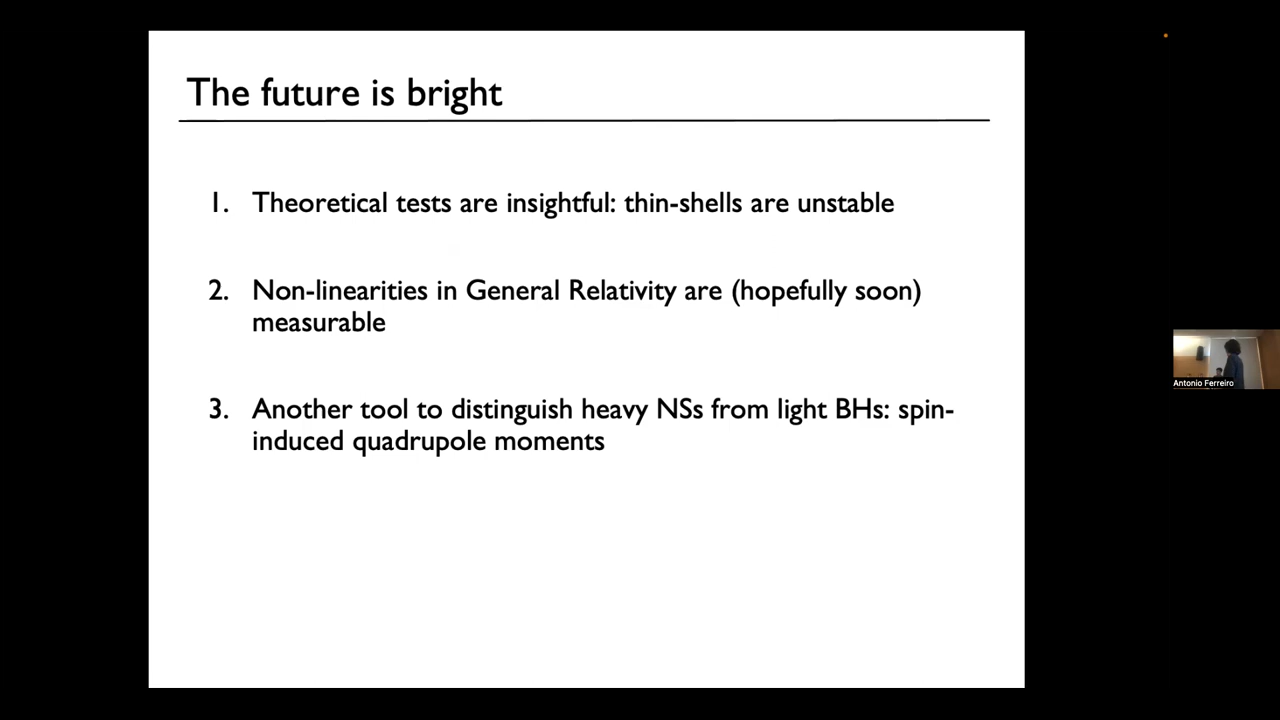 The future is bright
1. Theoretical tests are insightful: thin-shells are unstable
2. Non-linearities in General Relativity are (hopefully soon)
measurable
3. Another tool to distinguish heavy NSs from light BHs: spin-
induced quadrupole moments
Antonio Ferreiro